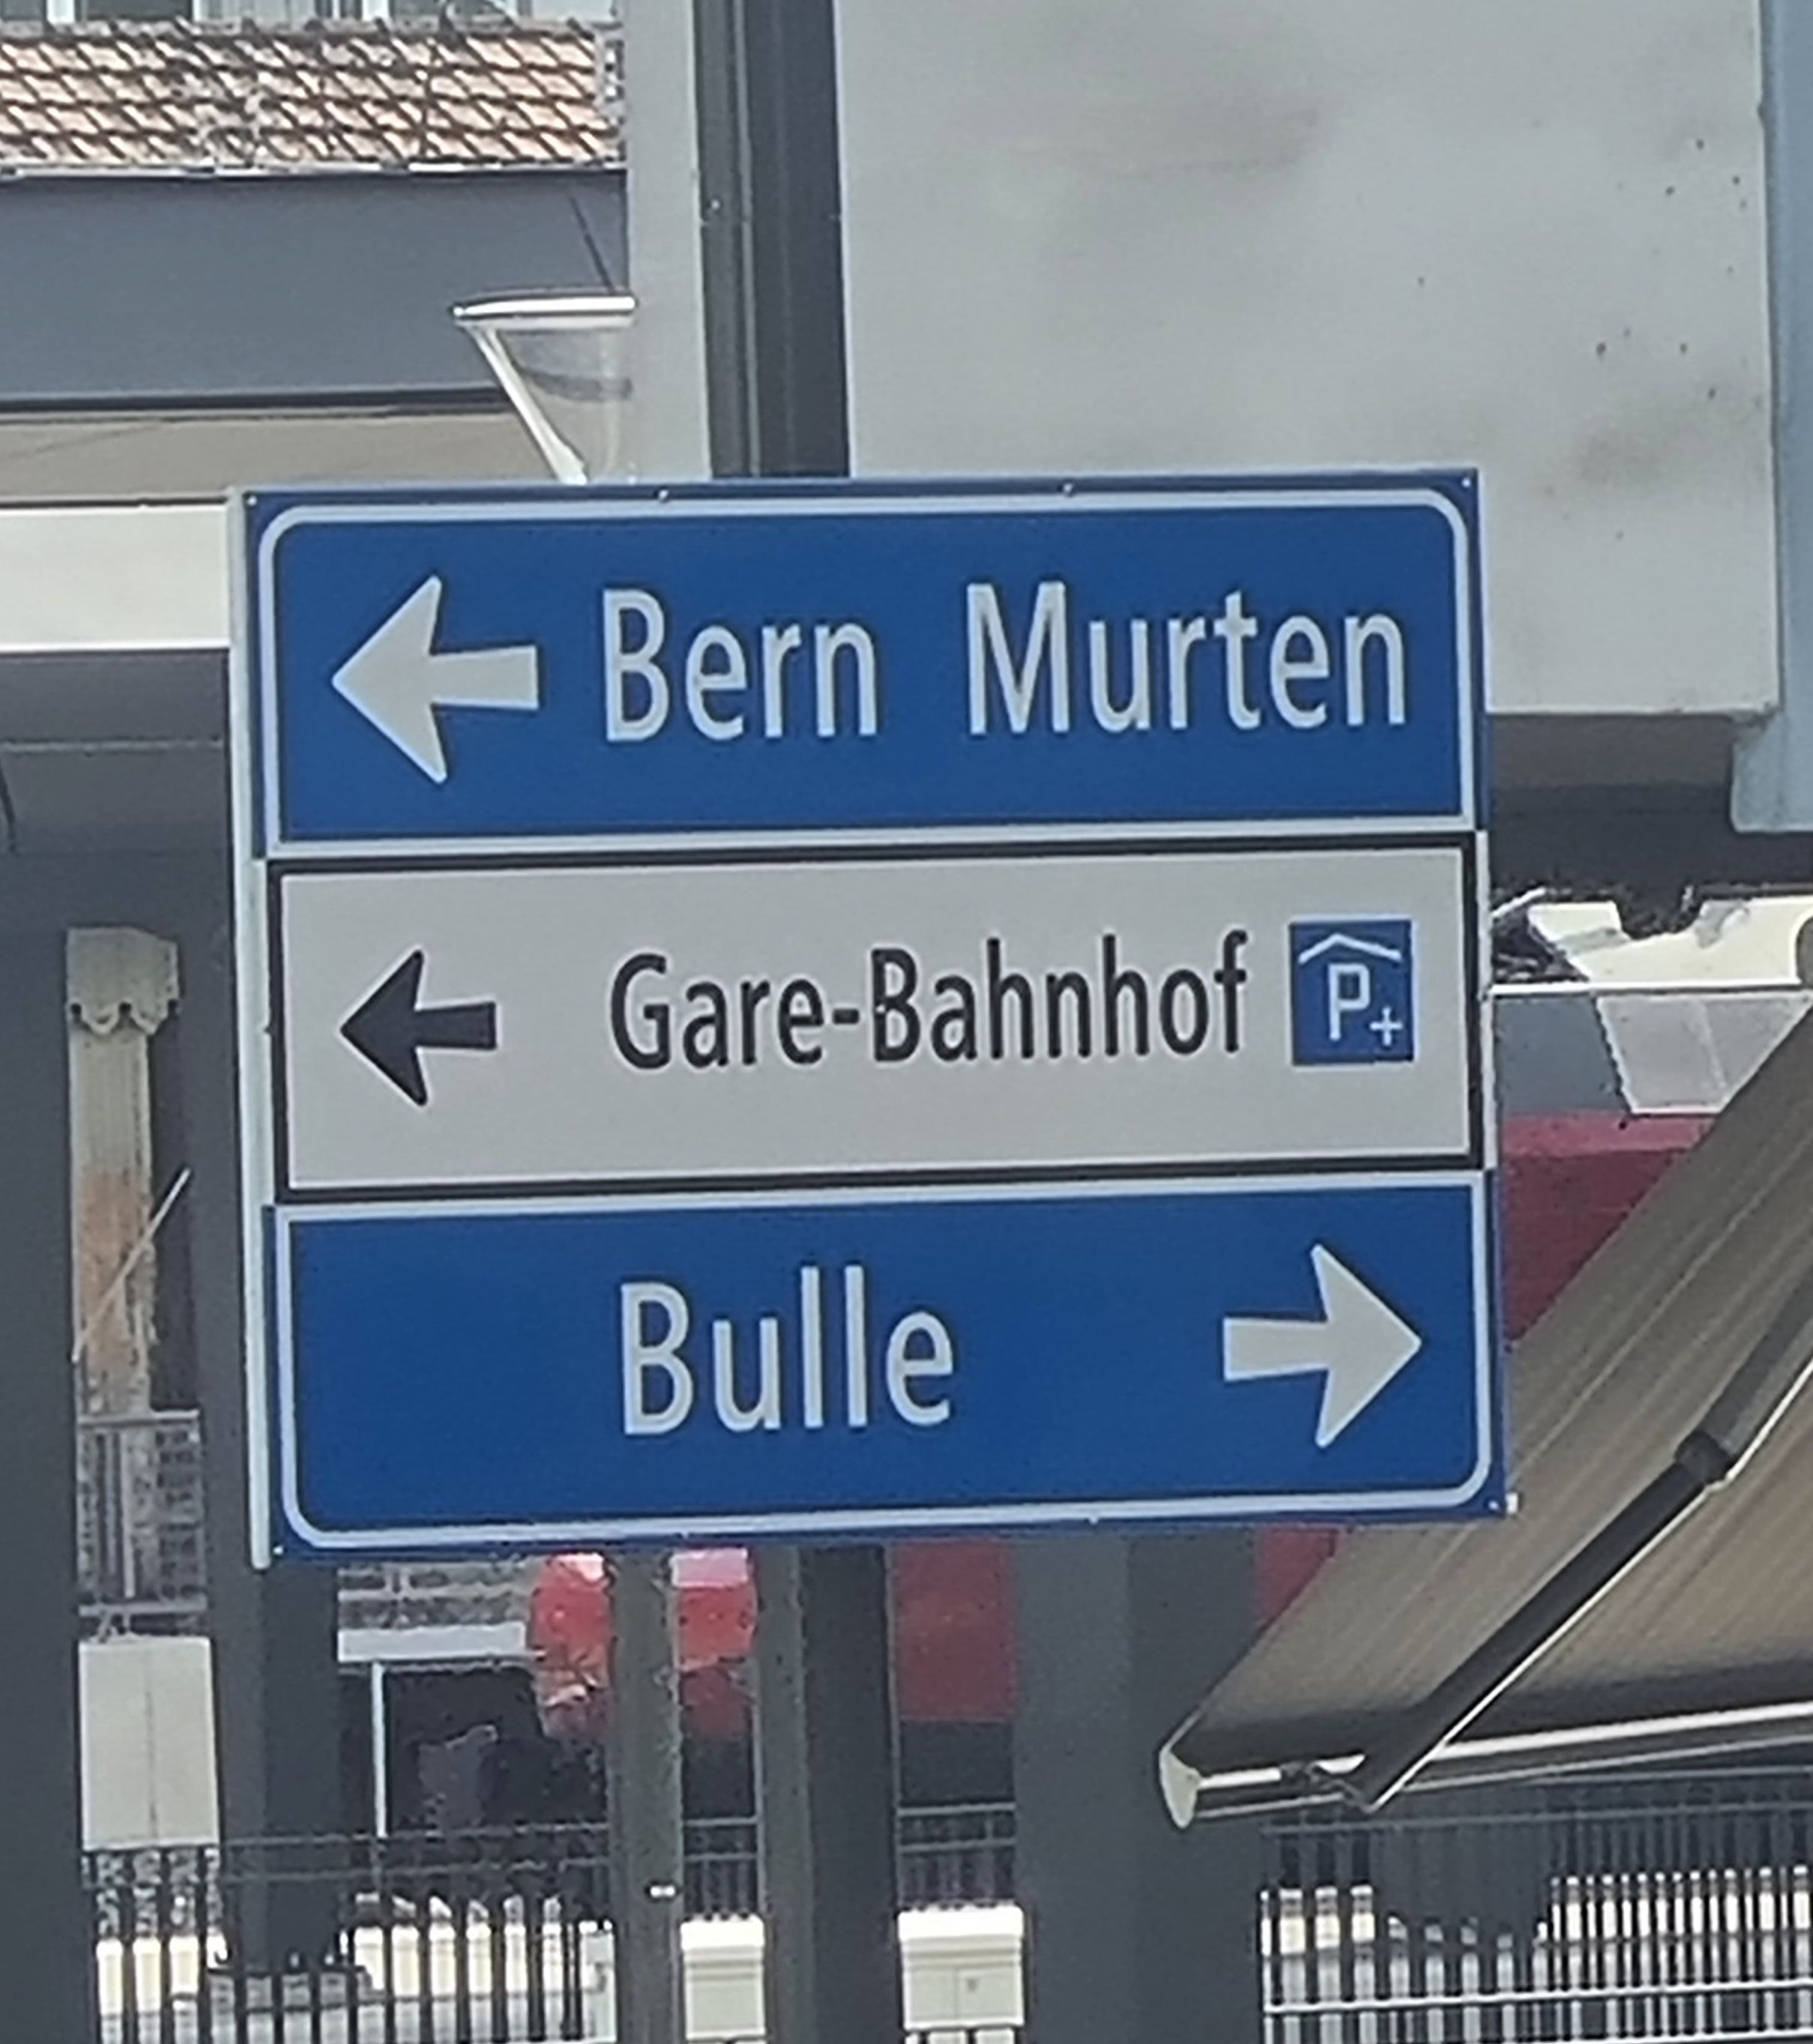 Bern Murten
Gare-Bahnhof P+
Bulle